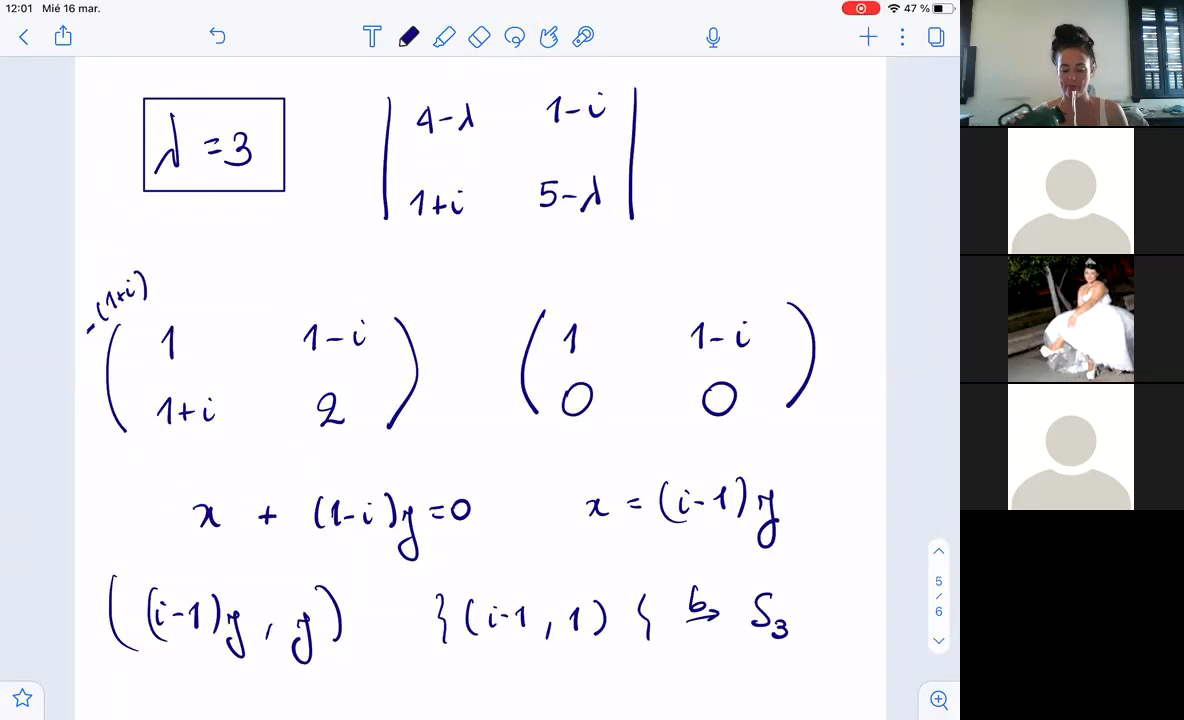 12:01 Mié 16 mar.
47 %
T
λ = 3
4-λ 1-i
1+i 5-λ
-(1+i)
1 1-i
1+i 2
1 1-i
0 0
x + (1-i)y = 0
x = (i-1)y
((i-1)y, y)
{(i-1, 1)} b→ S₃
5
/
6